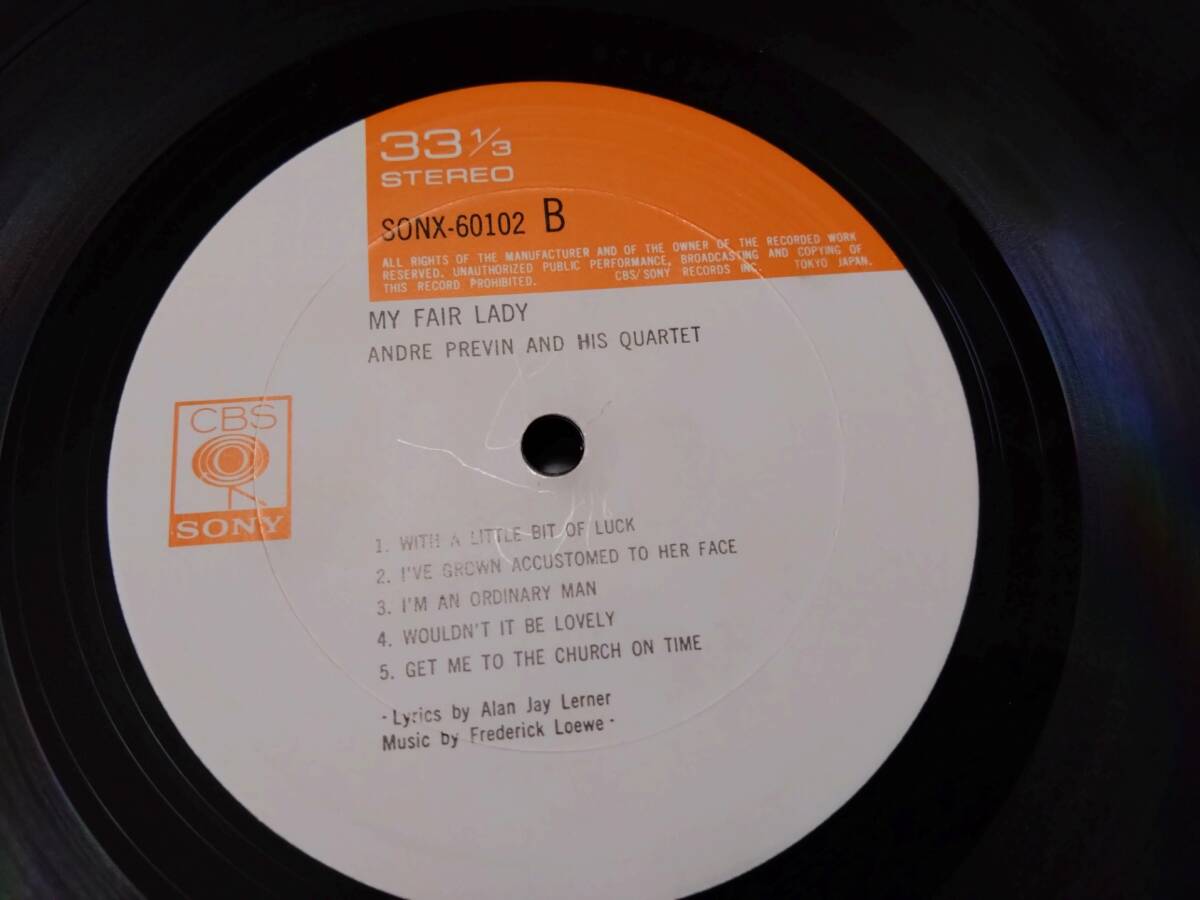 33 1/3
STEREO
SONX-60102 B
ALL RIGHTS OF THE MANUFACTURER AND OF THE OWNER OF THE RECORDED WORK
RESERVED. UNAUTHORIZED PUBLIC PERFORMANCE, BROADCASTING AND COPYING OF
THIS RECORD PROHIBITED. CBS/SONY RECORDS INC. TOKYO JAPAN.
MY FAIR LADY
ANDRE PREVIN AND HIS QUARTET
CBS
SONY
1. WITH A LITTLE BIT OF LUCK
2. I'VE GROWN ACCUSTOMED TO HER FACE
3. I'M AN ORDINARY MAN
4. WOULDN'T IT BE LOVELY
5. GET ME TO THE CHURCH ON TIME
-Lyrics by Alan Jay Lerner
Music by Frederick Loewe-